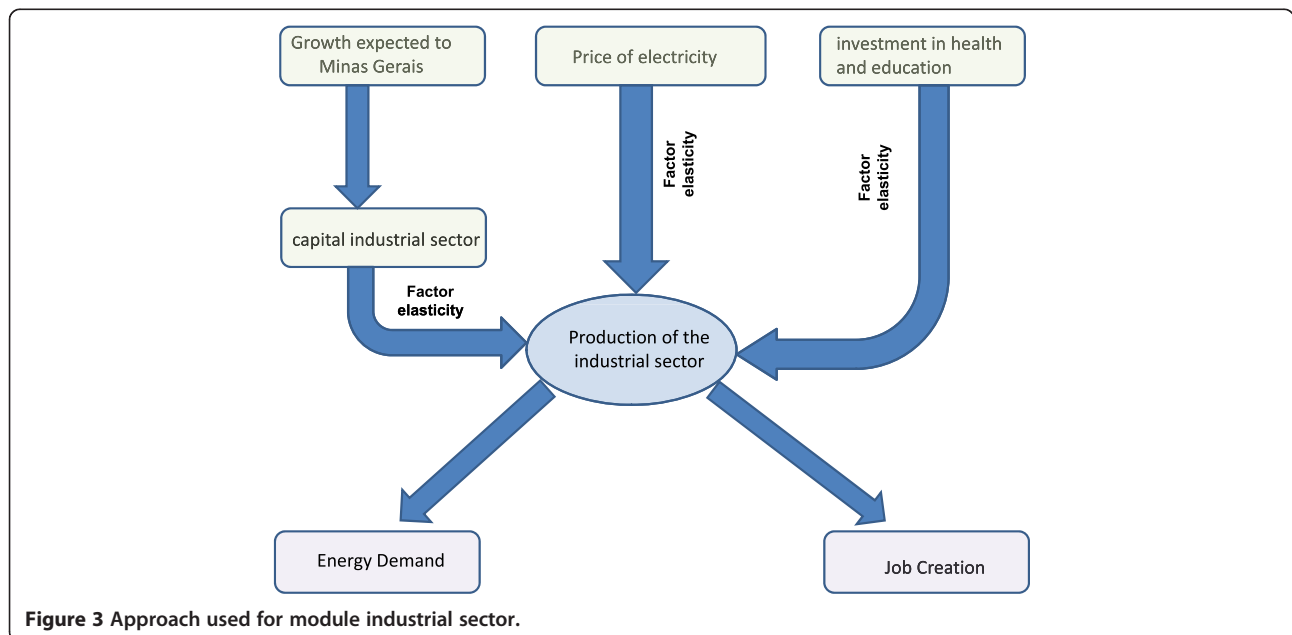 Growth expected to
Minas Gerais
Price of electricity
investment in health
and education
Factor
elasticity
Factor
elasticity
capital industrial sector
Factor
elasticity
Production of the
industrial sector
Energy Demand
Job Creation
Figure 3 Approach used for module industrial sector.